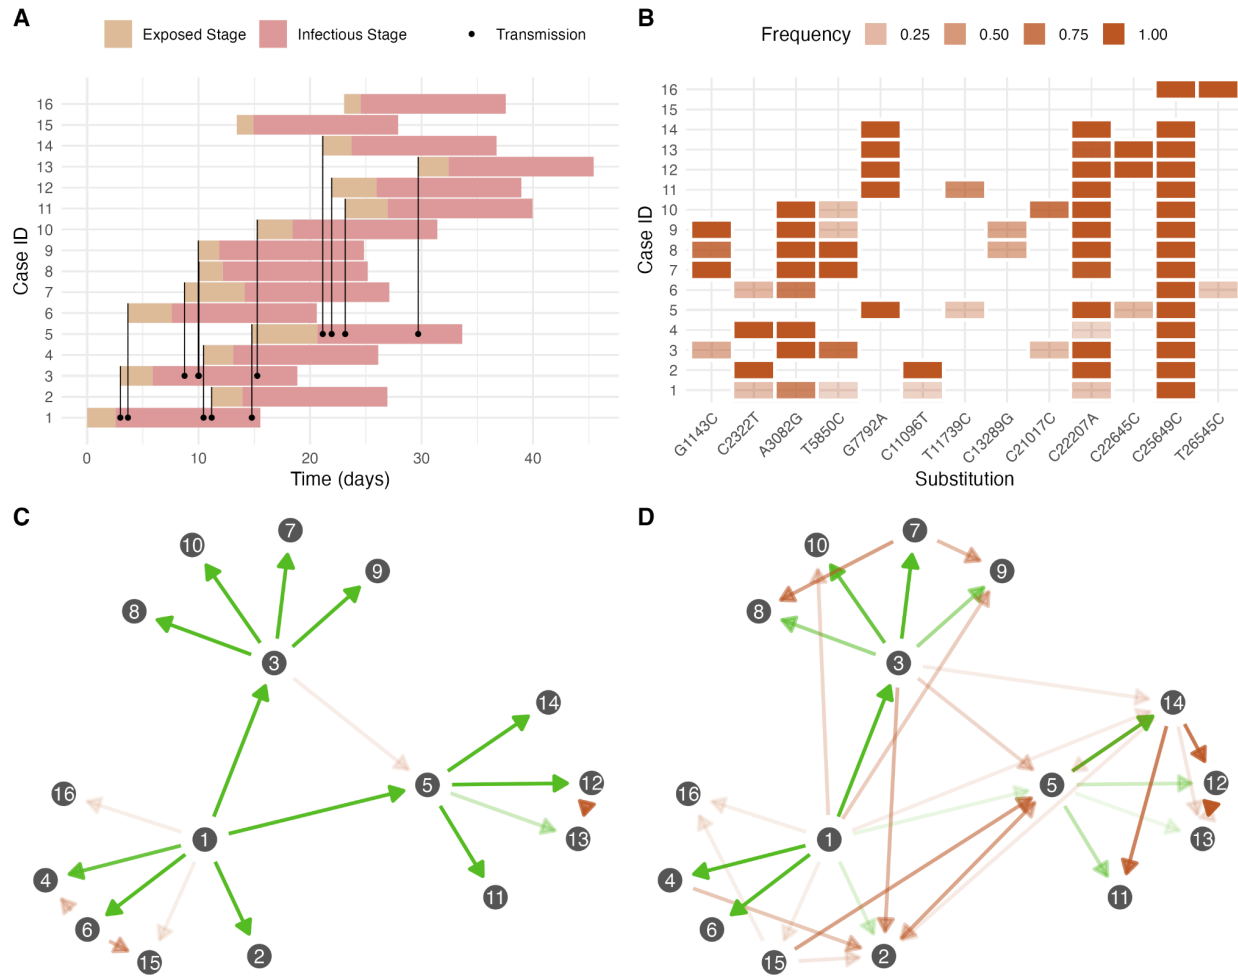 A
Exposed Stage
Infectious Stage
Transmission
16
15
14
13
12
11
10
9
8
7
6
5
4
3
2
1
Case ID
0
10
20
30
40
Time (days)
B
Frequency
0.25
0.50
0.75
1.00
16
15
14
13
12
11
10
9
8
7
6
5
4
3
2
1
Case ID
G1143C
C2322T
A3082G
T5850C
G7792A
C11096T
T11739C
C13289G
C21017C
C22207A
C22645C
C25649C
T26545C
Substitution
C
7
10
9
8
3
14
5
12
16
13
1
4
11
6
2
15
D
7
10
9
8
3
14
5
12
16
13
1
4
11
6
2
15